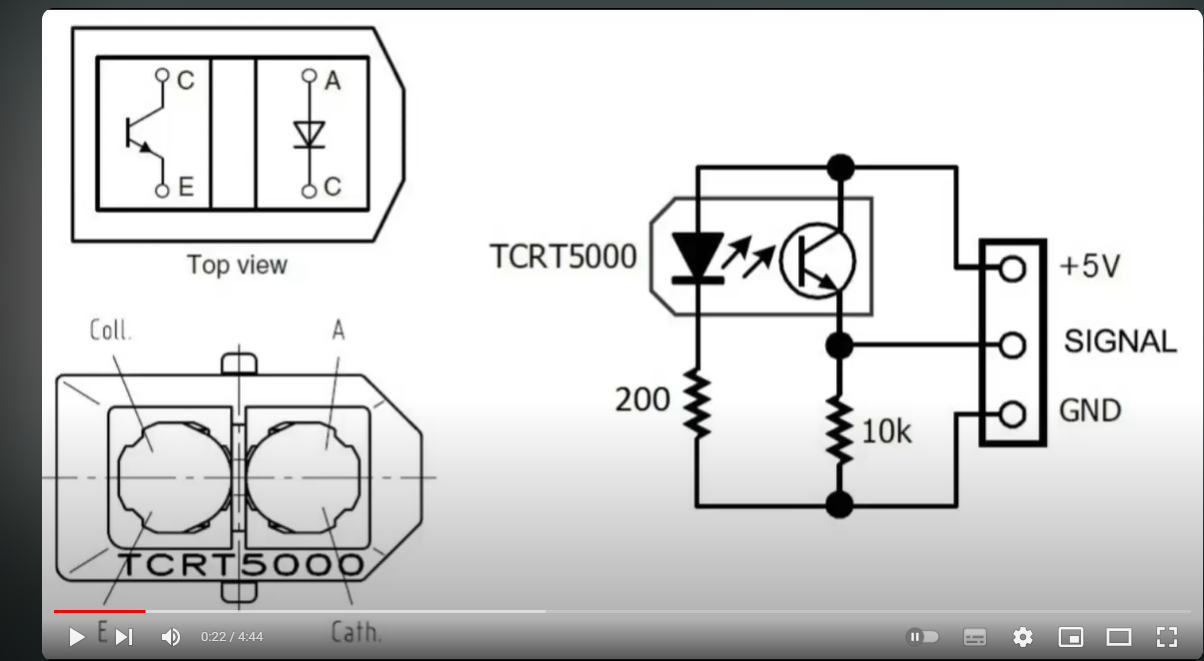 C
A
E
C
Top view
Coll.
A
TCRT5000
E
Cath.
TCRT5000
+5V
SIGNAL
GND
200
10k
0:22 / 4:44